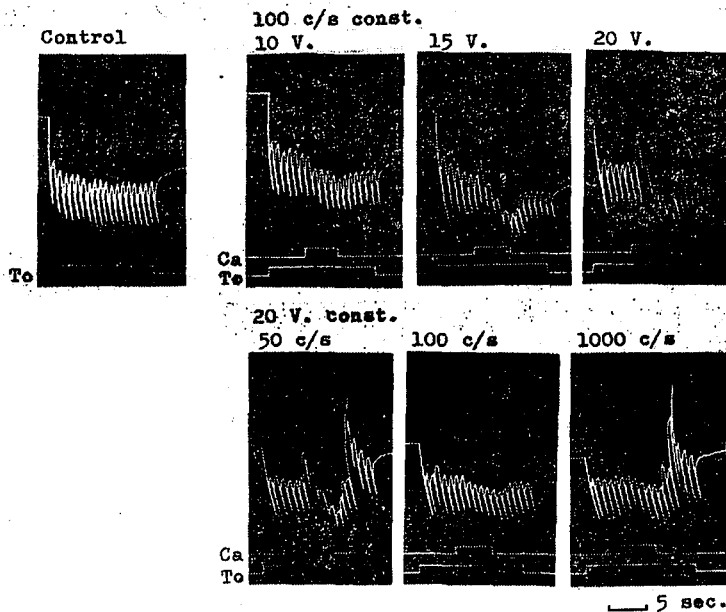 100 c/s const.
Control 10 V. 15 V. 20 V.
Ca
To To
20 V. const.
50 c/s 100 c/s 1000 c/s
Ca
To
5 sec.